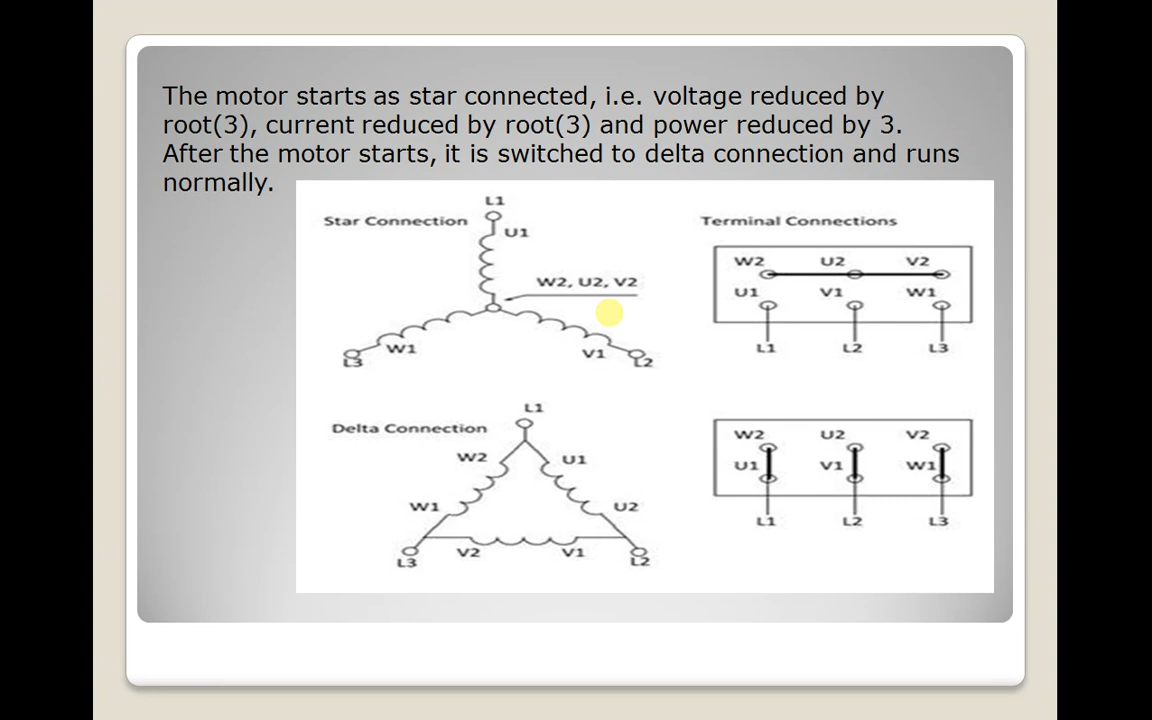 The motor starts as star connected, i.e. voltage reduced by
root(3), current reduced by root(3) and power reduced by 3.
After the motor starts, it is switched to delta connection and runs
normally.
L1
Star Connection
U1
W2, U2, V2
W1
V1
L3
L2
Terminal Connections
W2 U2 V2
U1 V1 W1
L1 L2 L3
L1
Delta Connection
W2 U1
W1 U2
V2 V1
L3 L2
W2 U2 V2
U1 V1 W1
L1 L2 L3